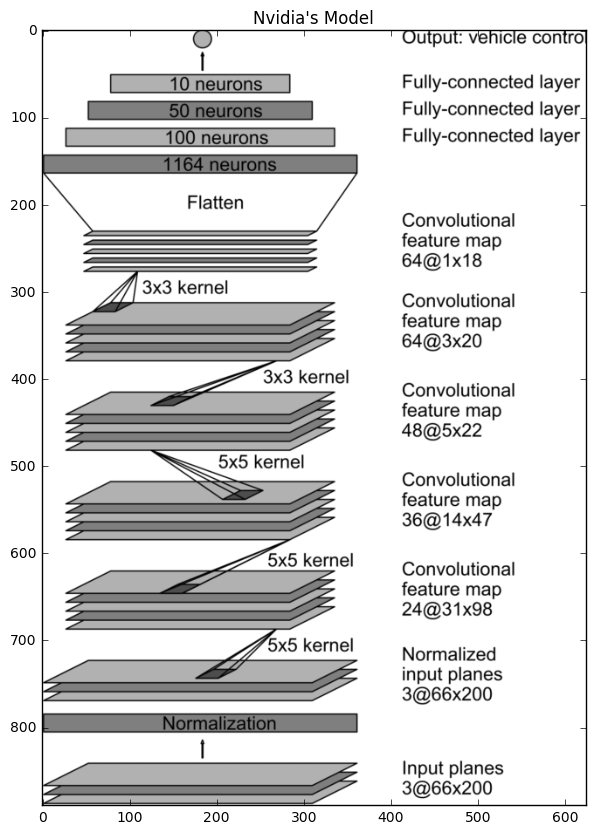 Nvidia's Model
0
Output: vehicle control
10 neurons
Fully-connected layer
50 neurons
Fully-connected layer
100
100 neurons
Fully-connected layer
1164 neurons
200
Flatten
Convolutional
feature map
64@1x18
300
3x3 kernel
Convolutional
feature map
64@3x20
400
3x3 kernel
Convolutional
feature map
48@5x22
500
5x5 kernel
Convolutional
feature map
36@14x47
600
5x5 kernel
Convolutional
feature map
24@31x98
700
5x5 kernel
Normalized
input planes
3@66x200
800
Normalization
Input planes
3@66x200
0 100 200 300 400 500 600